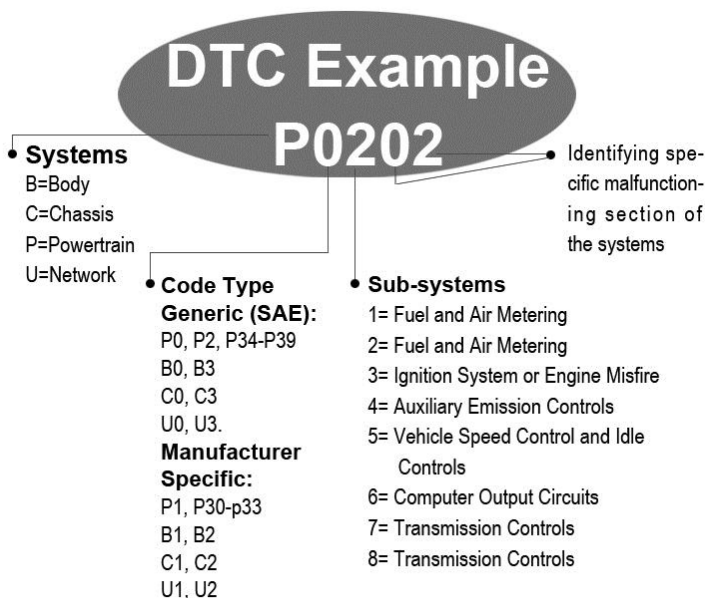 DTC Example
P0202
Systems
B=Body
C=Chassis
P=Powertrain
U=Network
Identifying spe-
cific malfunction-
ing section of
the systems
Code Type
Generic (SAE):
P0, P2, P34-P39
B0, B3
C0, C3
U0, U3.
Manufacturer
Specific:
P1, P30-p33
B1, B2
C1, C2
U1, U2
Sub-systems
1= Fuel and Air Metering
2= Fuel and Air Metering
3= Ignition System or Engine Misfire
4= Auxiliary Emission Controls
5= Vehicle Speed Control and Idle
Controls
6= Computer Output Circuits
7= Transmission Controls
8= Transmission Controls